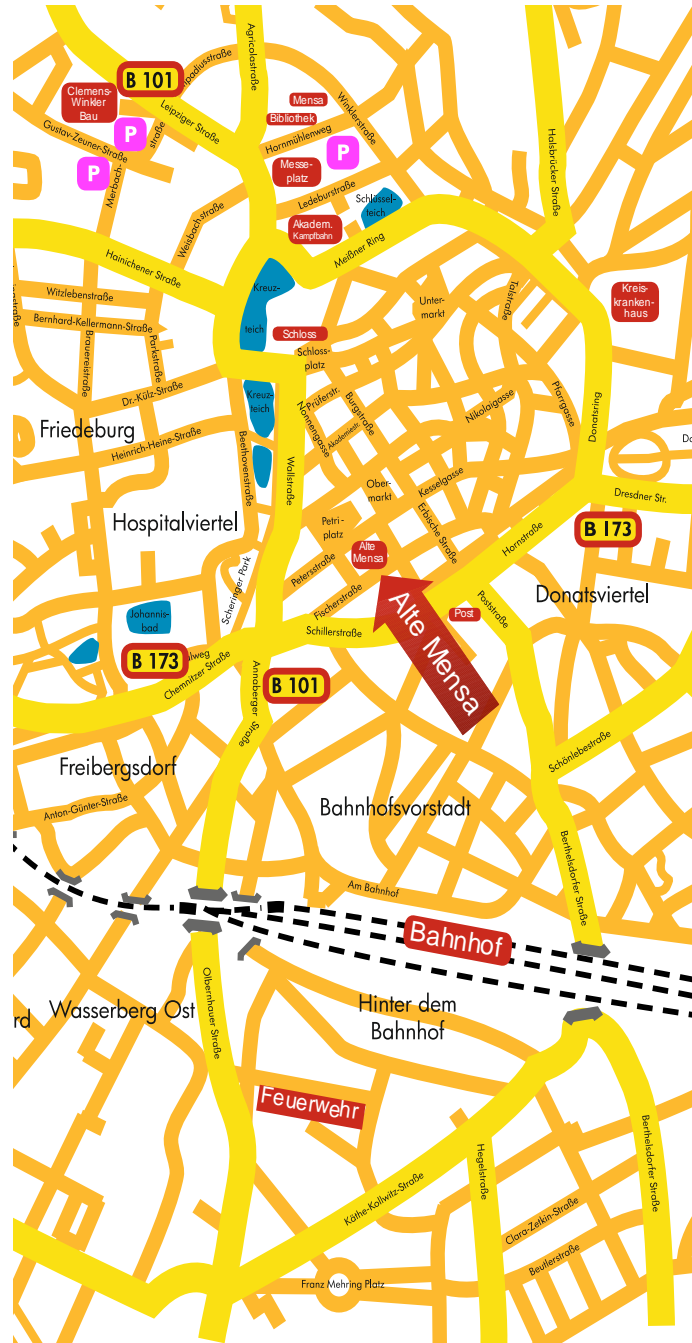 Agricolastraße
B 101
Clemens-
Winkler
Bau
Leipziger Straße
Mensa
Bibliothek
Winklerstraße
Hornmühlenweg
P
P
P
Gustav-Zeuner-Straße
Merbach-
straße
Messe-
platz
Ledeburstraße
Schlüssel-
teich
Halsbrücker Straße
Weisbachstraße
Akadem.
Kampfbahn
Meißner Ring
Hainichener Straße
Kreuz-
teich
Witzlebenstraße
Bernhard-Kellermann-Straße
Brauereistraße
Parkstraße
Unter-
markt
Talstraße
Kreis-
kranken-
haus
Schloss
Schloss-
platz
Dr.-Külz-Straße
Kreuz-
teich
Prüferstr.
Burgstraße
Nonnengasse
Akademiestr.
Nikolaigasse
Pfarrgasse
Donatsring
Friedeburg
Heinrich-Heine-Straße
Beethovenstraße
Wallstraße
Ober-
markt
Kesselgasse
Erbische Straße
Dresdner Str.
Hospitalviertel
Petri-
platz
Alte
Mensa
Hornstraße
B 173
Scheringer Park
Petersstraße
Fischerstraße
Donatsviertel
Johannis-
bad
Schillerstraße
Alte Mensa
Post
Poststraße
B 173
Chemnitzer Straße
Annaberger
Straße
B 101
Freibergsdorf
Schönlebestraße
Anton-Günter-Straße
Bahnhofsvorstadt
Berthelsdorfer Straße
Am Bahnhof
Bahnhof
Wasserberg Ost
Olbernhauer Straße
Hinter dem
Bahnhof
Feuerwehr
Hegelstraße
Berthelsdorfer Straße
Käthe-Kollwitz-Straße
Clara-Zetkin-Straße
Beutlerstraße
Franz Mehring Platz